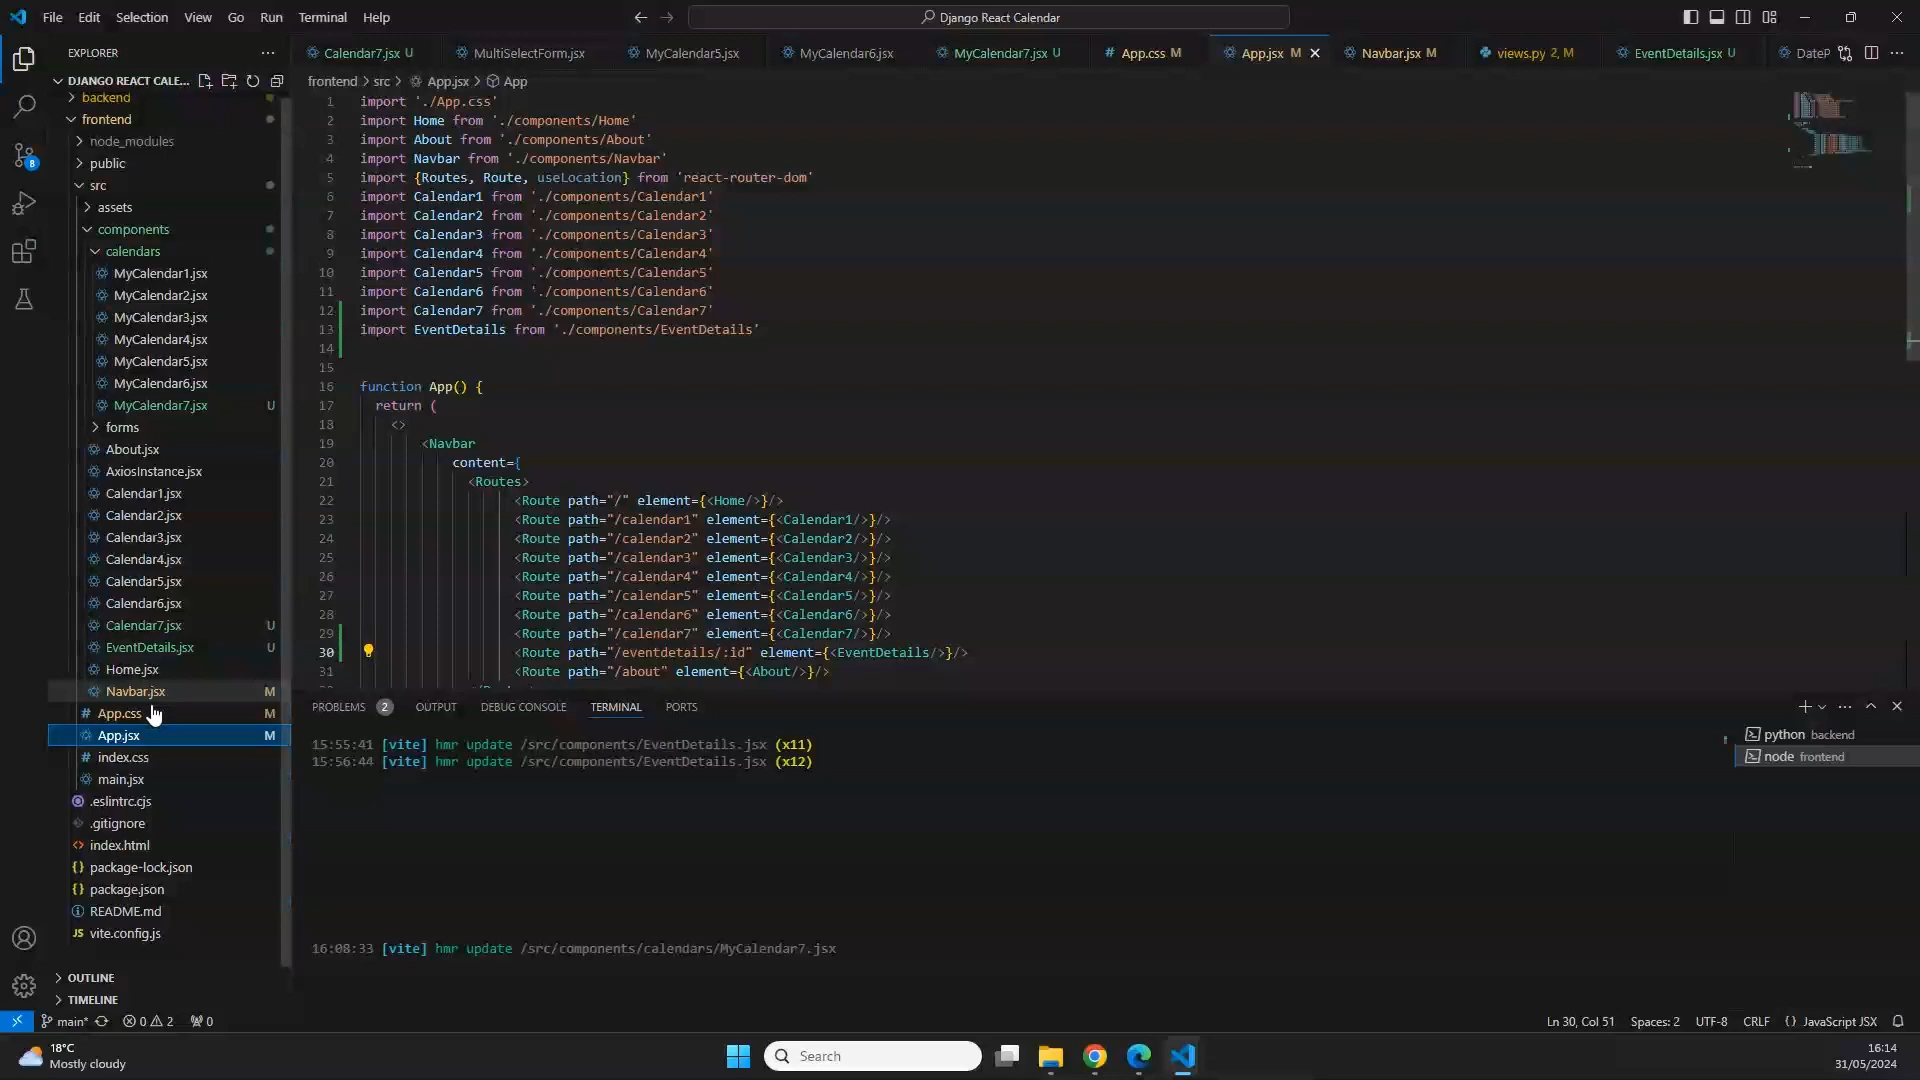 File Edit Selection View Go Run Terminal Help
Django React Calendar
EXPLORER
DJANGO REACT CALE...
backend
frontend
node_modules
public
src
assets
components
calendars
MyCalendar1.jsx
MyCalendar2.jsx
MyCalendar3.jsx
MyCalendar4.jsx
MyCalendar5.jsx
MyCalendar6.jsx
MyCalendar7.jsx U
forms
About.jsx
AxiosInstance.jsx
Calendar1.jsx
Calendar2.jsx
Calendar3.jsx
Calendar4.jsx
Calendar5.jsx
Calendar6.jsx
Calendar7.jsx U
EventDetails.jsx U
Home.jsx
Navbar.jsx M
# App.css M
App.jsx M
# index.css
main.jsx
.eslintrc.cjs
.gitignore
<> index.html
{} package-lock.json
{} package.json
README.md
JS vite.config.js
OUTLINE
TIMELINE
Calendar7.jsx U MultiSelectForm.jsx MyCalendar5.jsx MyCalendar6.jsx MyCalendar7.jsx U # App.css M App.jsx M Navbar.jsx M views.py 2, M EventDetails.jsx U DateP
frontend > src > App.jsx > App
1 import './App.css'
2 import Home from './components/Home'
3 import About from './components/About'
4 import Navbar from './components/Navbar'
5 import {Routes, Route, useLocation} from 'react-router-dom'
6 import Calendar1 from './components/Calendar1'
7 import Calendar2 from './components/Calendar2'
8 import Calendar3 from './components/Calendar3'
9 import Calendar4 from './components/Calendar4'
10 import Calendar5 from './components/Calendar5'
11 import Calendar6 from './components/Calendar6'
12 import Calendar7 from './components/Calendar7'
13 import EventDetails from './components/EventDetails'
14
15
16 function App() {
17 return (
18 <>
19 <Navbar
20 content={
21 <Routes>
22 <Route path="/" element={<Home/>}/>
23 <Route path="/calendar1" element={<Calendar1/>}/>
24 <Route path="/calendar2" element={<Calendar2/>}/>
25 <Route path="/calendar3" element={<Calendar3/>}/>
26 <Route path="/calendar4" element={<Calendar4/>}/>
27 <Route path="/calendar5" element={<Calendar5/>}/>
28 <Route path="/calendar6" element={<Calendar6/>}/>
29 <Route path="/calendar7" element={<Calendar7/>}/>
30 <Route path="/eventdetails/:id" element={<EventDetails/>}/>
31 <Route path="/about" element={<About/>}/>
PROBLEMS 2 OUTPUT DEBUG CONSOLE TERMINAL PORTS
15:55:41 [vite] hmr update /src/components/EventDetails.jsx (x11)
15:56:44 [vite] hmr update /src/components/EventDetails.jsx (x12)
16:08:33 [vite] hmr update /src/components/calendars/MyCalendar7.jsx
python backend
node frontend
8
main* 0 2 0
Ln 30, Col 51 Spaces: 2 UTF-8 CRLF {} JavaScript JSX
18°C
Mostly cloudy
Search
16:14
31/05/2024